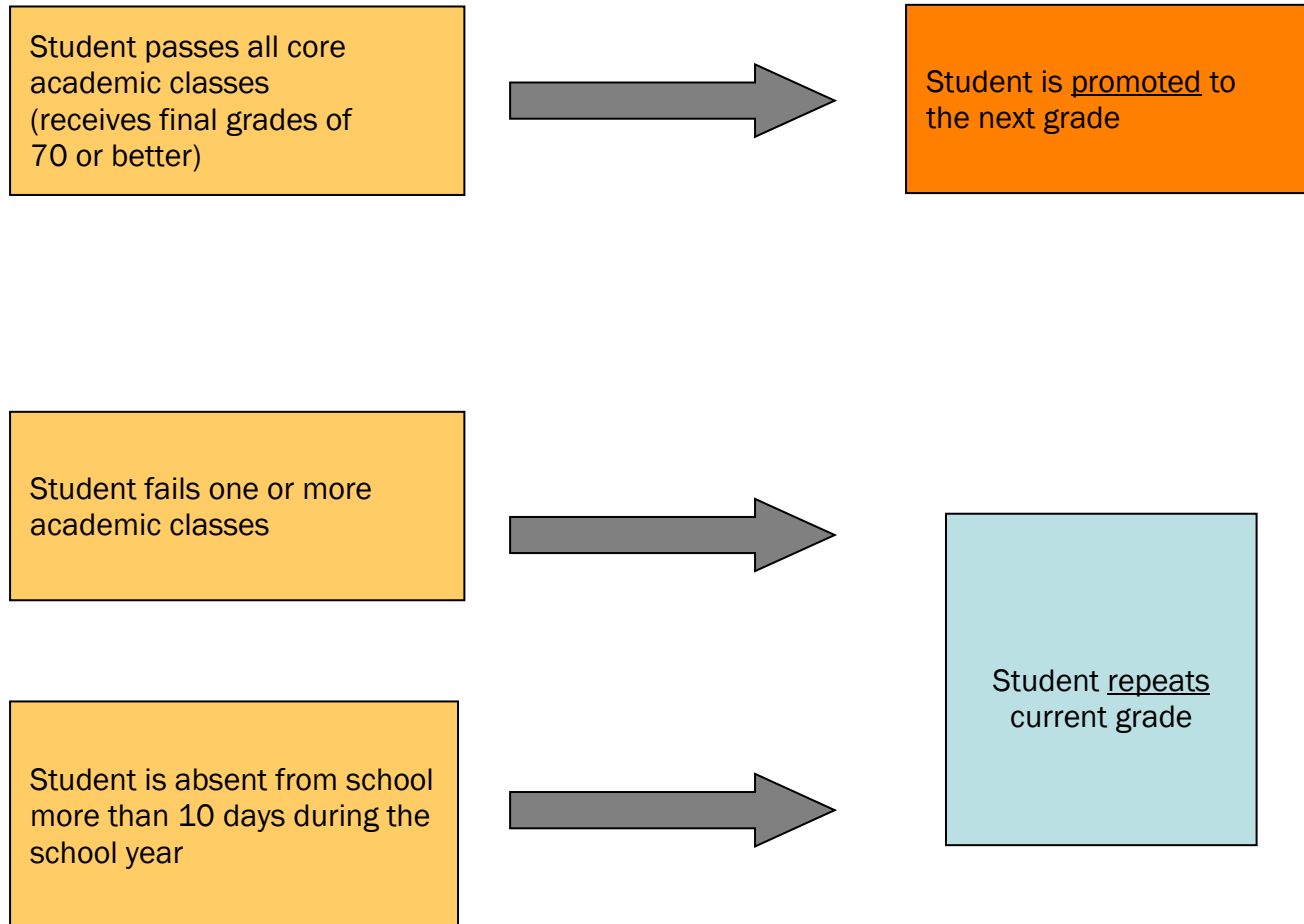 Student passes all core
academic classes
(receives final grades of
70 or better)
Student is promoted to
the next grade
Student fails one or more
academic classes
Student repeats
current grade
Student is absent from school
more than 10 days during the
school year